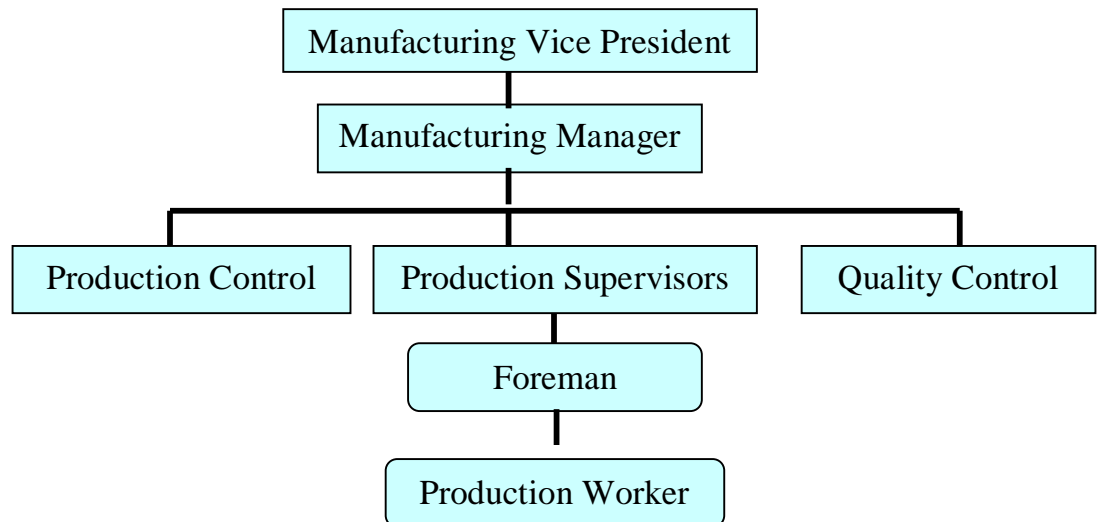 Manufacturing Vice President
Manufacturing Manager
Production Control
Production Supervisors
Quality Control
Foreman
Production Worker